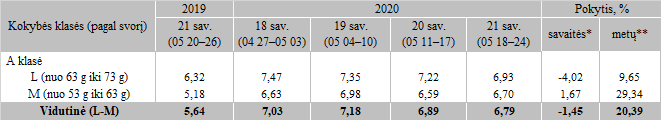 Kokybės klasės (pagal svorį) 2019 2020 Pokytis, %
21 sav. (05 20–26) 18 sav. (04 27–05 03) 19 sav. (05 04–10) 20 sav. (05 11–17) 21 sav. (05 18–24) savaitės* metų**
A klasė
L (nuo 63 g iki 73 g) 6,32 7,47 7,35 7,22 6,93 -4,02 9,65
M (nuo 53 g iki 63 g) 5,18 6,63 6,98 6,59 6,70 1,67 29,34
Vidutinė (L-M) 5,64 7,03 7,18 6,89 6,79 -1,45 20,39